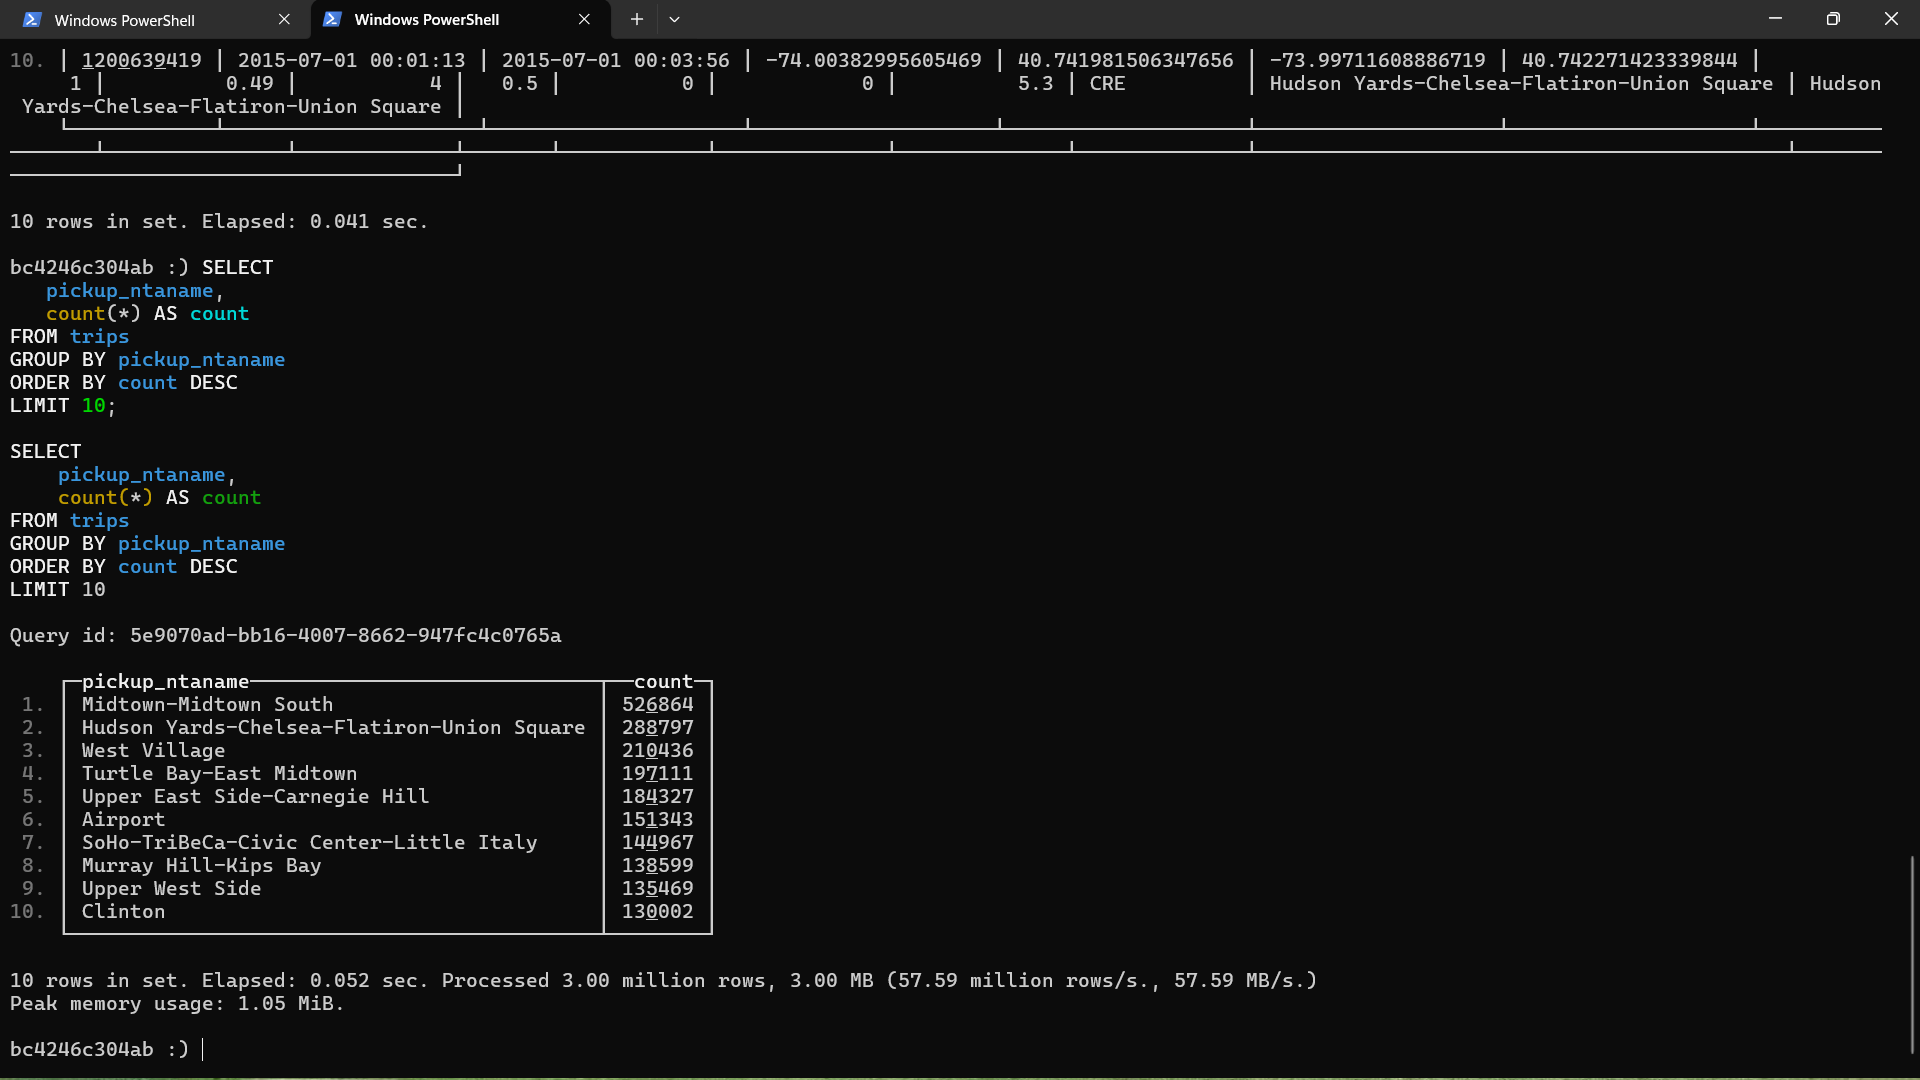 Windows PowerShell
Windows PowerShell
10. │ 1200639419 │ 2015-07-01 00:01:13 │ 2015-07-01 00:03:56 │ -74.00382995605469 │ 40.741981506347656 │ -73.99711608886719 │ 40.742271423339844 │
1 │ 0.49 │ 4 │ 0.5 │ 0 │ 0 │ 5.3 │ CRE │ Hudson Yards-Chelsea-Flatiron-Union Square │ Hudson
Yards-Chelsea-Flatiron-Union Square │
10 rows in set. Elapsed: 0.041 sec.
bc4246c304ab :) SELECT
pickup_ntaname,
count(*) AS count
FROM trips
GROUP BY pickup_ntaname
ORDER BY count DESC
LIMIT 10;
SELECT
pickup_ntaname,
count(*) AS count
FROM trips
GROUP BY pickup_ntaname
ORDER BY count DESC
LIMIT 10
Query id: 5e9070ad-bb16-4007-8662-947fc4c0765a
pickup_ntaname count
1. │ Midtown-Midtown South │ 526864 │
2. │ Hudson Yards-Chelsea-Flatiron-Union Square │ 288797 │
3. │ West Village │ 210436 │
4. │ Turtle Bay-East Midtown │ 197111 │
5. │ Upper East Side-Carnegie Hill │ 184327 │
6. │ Airport │ 151343 │
7. │ SoHo-TriBeCa-Civic Center-Little Italy │ 144967 │
8. │ Murray Hill-Kips Bay │ 138599 │
9. │ Upper West Side │ 135469 │
10. │ Clinton │ 130002 │
10 rows in set. Elapsed: 0.052 sec. Processed 3.00 million rows, 3.00 MB (57.59 million rows/s., 57.59 MB/s.)
Peak memory usage: 1.05 MiB.
bc4246c304ab :)